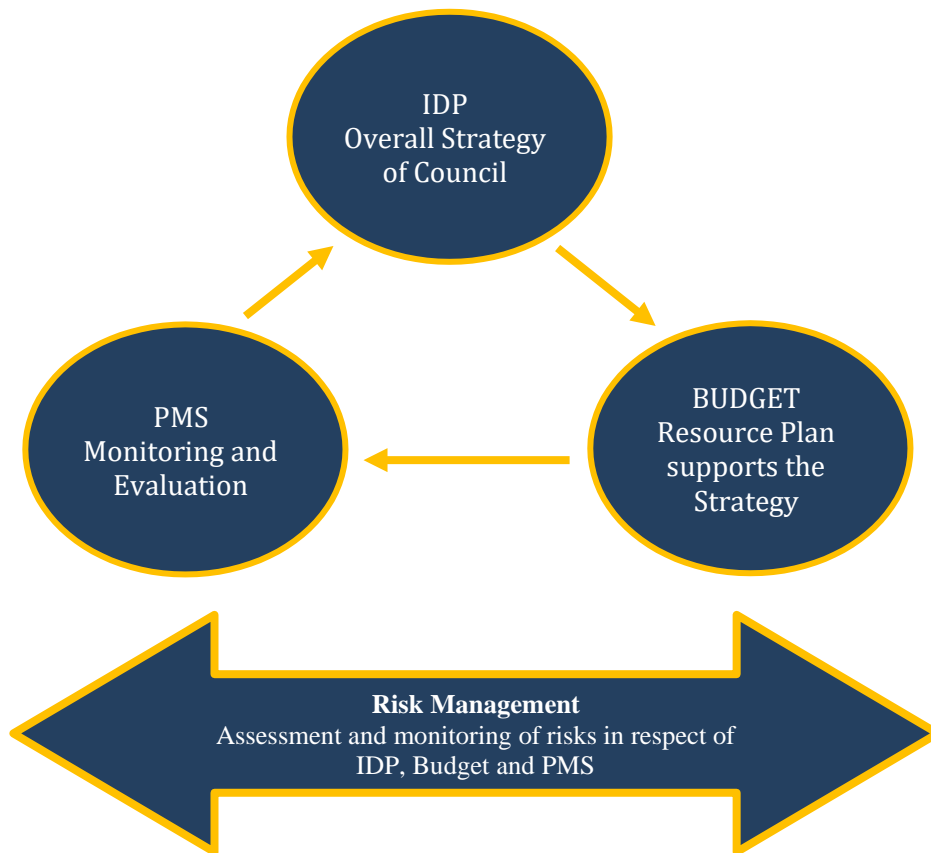 IDP
Overall Strategy
of Council
PMS
Monitoring and
Evaluation
BUDGET
Resource Plan
supports the
Strategy
Risk Management
Assessment and monitoring of risks in respect of
IDP, Budget and PMS